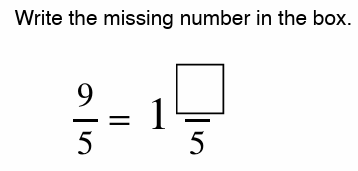 Write the missing number in the box.
9/5 = 1 □/5